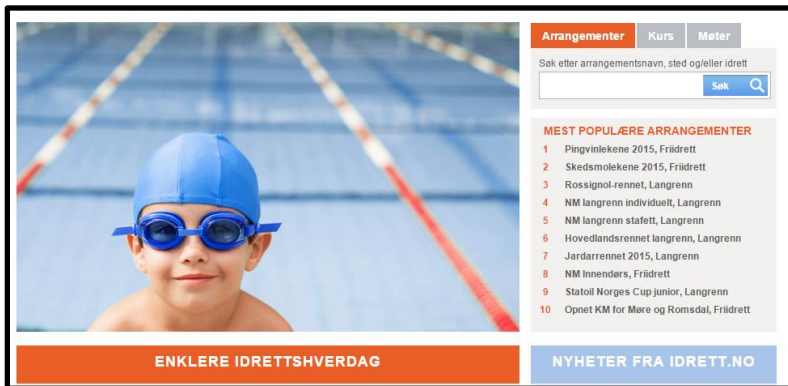 Arrangementer Kurs Møter
Søk etter arrangementsnavn, sted og/eller idrett
Søk
MEST POPULÆRE ARRANGEMENTER
1 Pingvinlekene 2015, Friidrett
2 Skedsmolekene 2015, Friidrett
3 Rossignol-rennet, Langrenn
4 NM langrenn individuelt, Langrenn
5 NM langrenn stafett, Langrenn
6 Hovedlandsrennet langrenn, Langrenn
7 Jardarrennet 2015, Langrenn
8 NM Innendørs, Friidrett
9 Statoil Norges Cup junior, Langrenn
10 Opnet KM for Møre og Romsdal, Friidrett
ENKLERE IDRETTSHVERDAG
NYHETER FRA IDRETT.NO